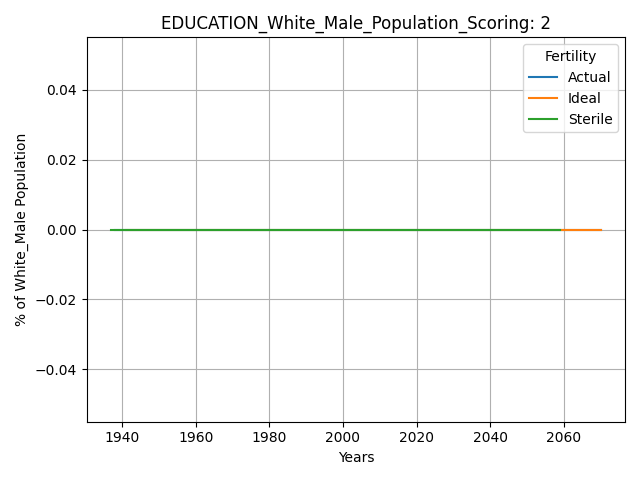 EDUCATION_White_Male_Population_Scoring: 2
Fertility
Actual
Ideal
Sterile
% of White_Male Population
0.04
0.02
0.00
−0.02
−0.04
1940 1960 1980 2000 2020 2040 2060
Years